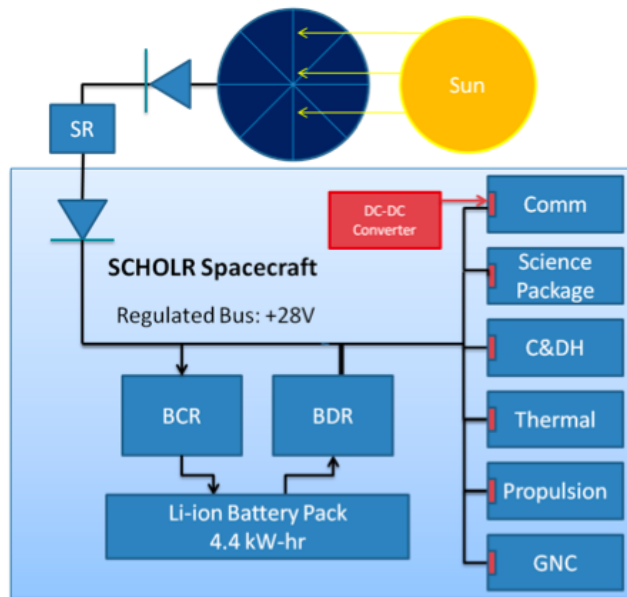 Sun
SR
DC-DC
Converter
Comm
SCHOLR Spacecraft
Science
Package
Regulated Bus: +28V
C&DH
BCR
BDR
Thermal
Li-ion Battery Pack
4.4 kW-hr
Propulsion
GNC